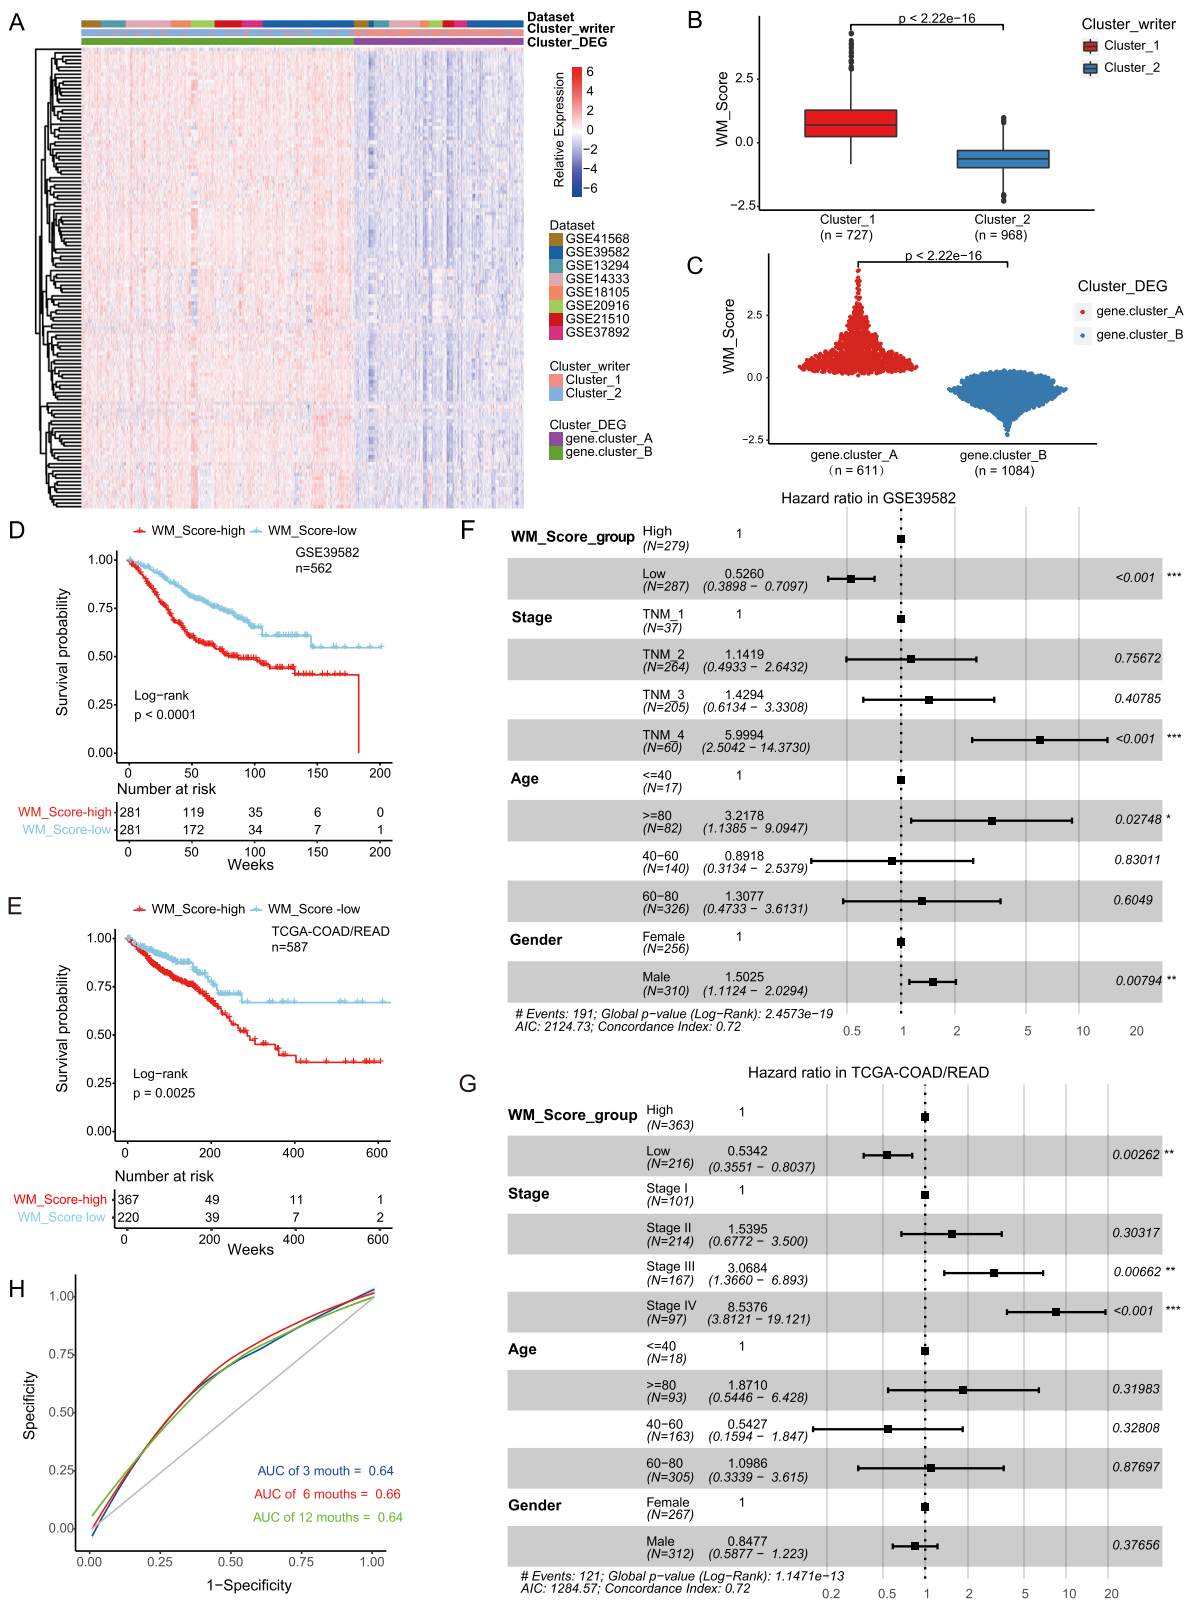 A
Dataset
Cluster_writer
Cluster_DEG
Relative Expression
6
4
2
0
−2
−4
−6
Dataset
GSE41568
GSE39582
GSE13294
GSE14333
GSE18105
GSE20916
GSE21510
GSE37892
Cluster_writer
Cluster_1
Cluster_2
Cluster_DEG
gene.cluster_A
gene.cluster_B
B
p < 2.22e−16
WM_Score
2.5
0.0
−2.5
Cluster_1
(n = 727)
Cluster_2
(n = 968)
Cluster_writer
Cluster_1
Cluster_2
C
p < 2.22e−16
WM_Score
2.5
0.0
−2.5
gene.cluster_A
(n = 611)
gene.cluster_B
(n = 1084)
Cluster_DEG
gene.cluster_A
gene.cluster_B
D
WM_Score-high WM_Score-low
GSE39582
n=562
Survival probability
1.00
0.75
0.50
0.25
0.00
Log−rank
p < 0.0001
0 50 100 150 200
Number at risk
WM_Score-high 281 119 35 6 0
WM_Score-low 281 172 34 7 1
0 50 100 150 200
Weeks
E
WM_Score-high WM_Score -low
TCGA-COAD/READ
n=587
Survival probability
1.00
0.75
0.50
0.25
0.00
Log−rank
p = 0.0025
0 200 400 600
Number at risk
WM_Score-high 367 49 11 1
WM_Score low 220 39 7 2
0 200 400 600
Weeks
F
Hazard ratio in GSE39582
WM_Score_group High 1
(N=279)
Low 0.5260 <0.001 ***
(N=287) (0.3898 − 0.7097)
Stage TNM_1 1
(N=37)
TNM_2 1.1419 0.75672
(N=264) (0.4933 − 2.6432)
TNM_3 1.4294 0.40785
(N=205) (0.6134 − 3.3308)
TNM_4 5.9994 <0.001 ***
(N=60) (2.5042 − 14.3730)
Age <=40 1
(N=17)
>=80 3.2178 0.02748 *
(N=82) (1.1385 − 9.0947)
40−60 0.8918 0.83011
(N=140) (0.3134 − 2.5379)
60−80 1.3077 0.6049
(N=326) (0.4733 − 3.6131)
Gender Female 1
(N=256)
Male 1.5025 0.00794 **
(N=310) (1.1124 − 2.0294)
# Events: 191; Global p−value (Log−Rank): 2.4573e−19
AIC: 2124.73; Concordance Index: 0.72
0.5 1 2 5 10 20
G
Hazard ratio in TCGA-COAD/READ
WM_Score_group High 1
(N=363)
Low 0.5342 0.00262 **
(N=216) (0.3551 − 0.8037)
Stage Stage I 1
(N=101)
Stage II 1.5395 0.30317
(N=214) (0.6772 − 3.500)
Stage III 3.0684 0.00662 **
(N=167) (1.3660 − 6.893)
Stage IV 8.5376 <0.001 ***
(N=97) (3.8121 − 19.121)
Age <=40 1
(N=18)
>=80 1.8710 0.31983
(N=93) (0.5446 − 6.428)
40−60 0.5427 0.32808
(N=163) (0.1594 − 1.847)
60−80 1.0986 0.87697
(N=305) (0.3339 − 3.615)
Gender Female 1
(N=267)
Male 0.8477 0.37656
(N=312) (0.5877 − 1.223)
# Events: 121; Global p−value (Log−Rank): 1.1471e−13
AIC: 1284.57; Concordance Index: 0.72
0.2 0.5 1 2 5 10 20
H
Specificity
1.00
0.75
0.50
0.25
0.00
AUC of 3 mouth = 0.64
AUC of 6 mouths = 0.66
AUC of 12 mouths = 0.64
0.00 0.25 0.50 0.75 1.00
1−Specificity